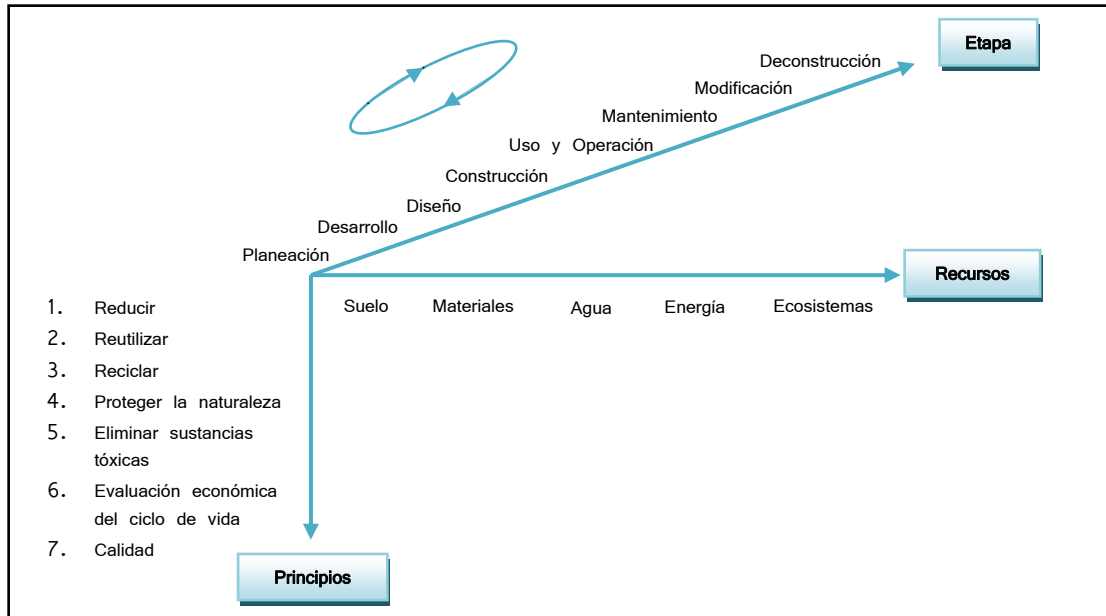 Etapa
Deconstrucción
Modificación
Mantenimiento
Uso y Operación
Construcción
Diseño
Desarrollo
Planeación
Recursos
Suelo Materiales Agua Energía Ecosistemas
1. Reducir
2. Reutilizar
3. Reciclar
4. Proteger la naturaleza
5. Eliminar sustancias
tóxicas
6. Evaluación económica
del ciclo de vida
7. Calidad
Principios